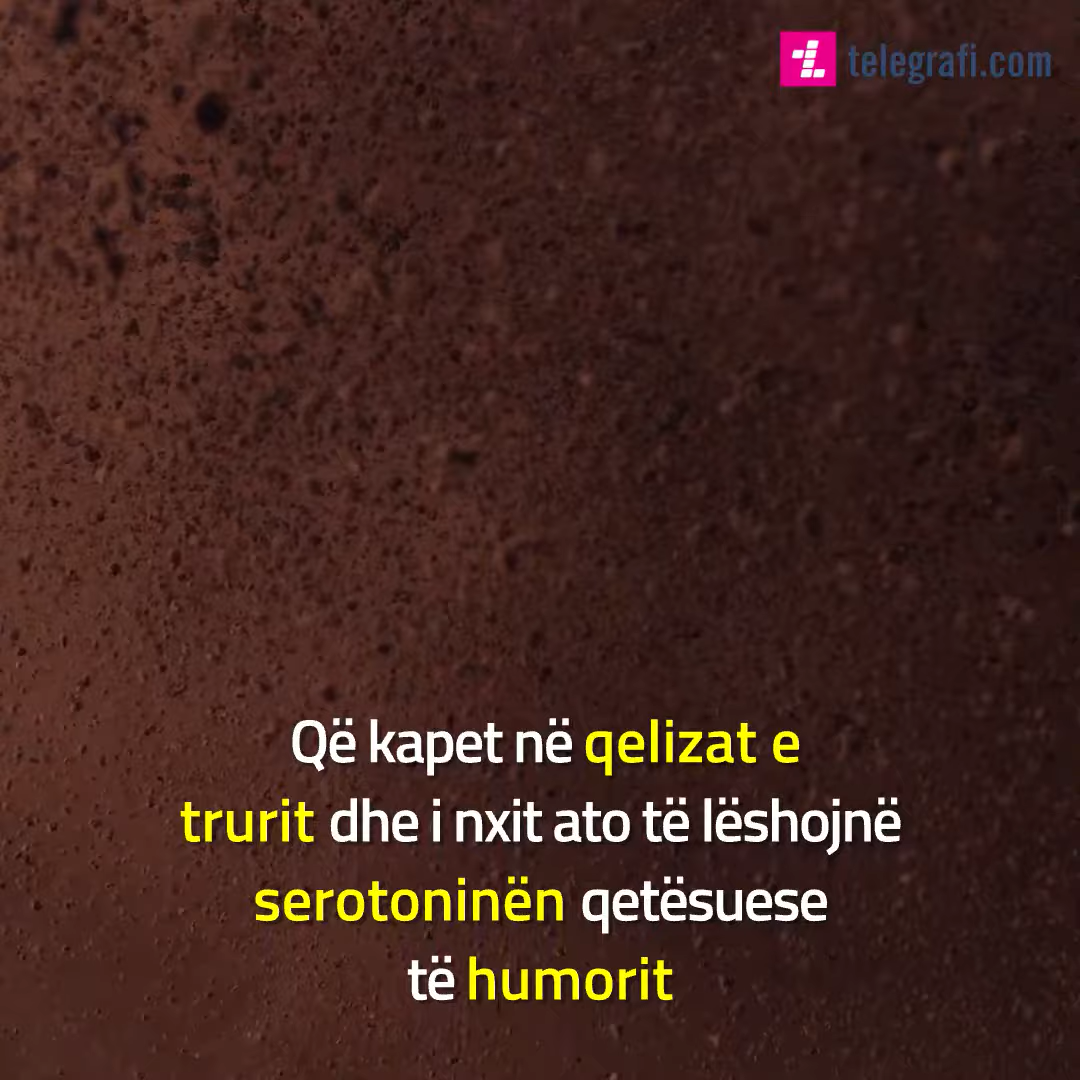 telegrafi.com
Që kapet në qelizat e
trurit dhe i nxit ato të lëshojnë
serotoninën qetësuese
të humorit